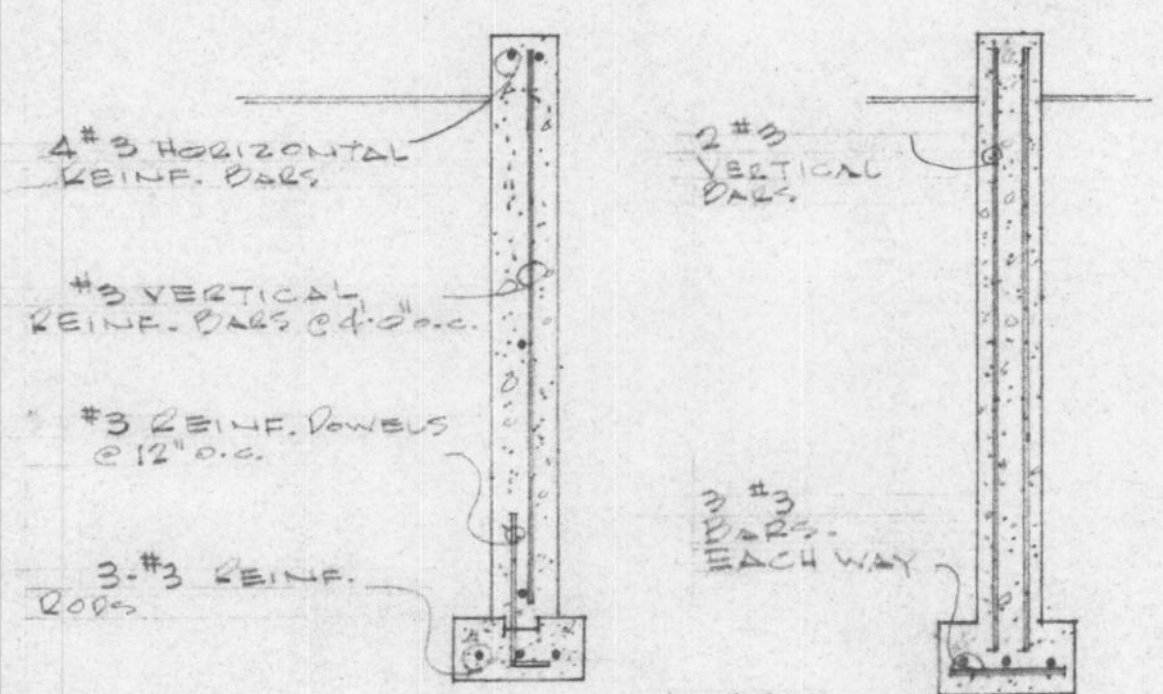 4 #3 HORIZONTAL
REINF. BARS
#3 VERTICAL
REINF. BARS @ 4'-0" O.C.
#3 REINF. DOWELS
@ 12" O.C.
3-#3 REINF.
RODS
2 #3
VERTICAL
BARS
3 #3
BARS.
EACH WAY